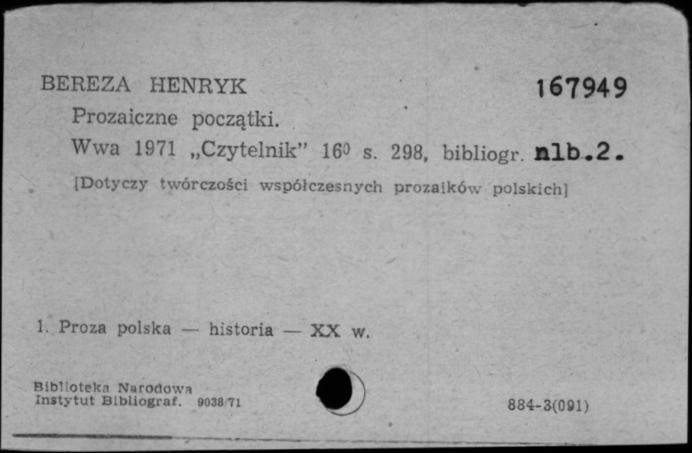 BEREZA HENRYK 167949
Prozaiczne początki.
Wwa 1971 „Czytelnik” 16⁰ s. 298, bibliogr. nlb.2.
[Dotyczy twórczości współczesnych prozaików polskich]
1. Proza polska — historia — XX w.
Biblioteka Narodowa
Instytut Bibliograf. 9038/71
884-3(091)